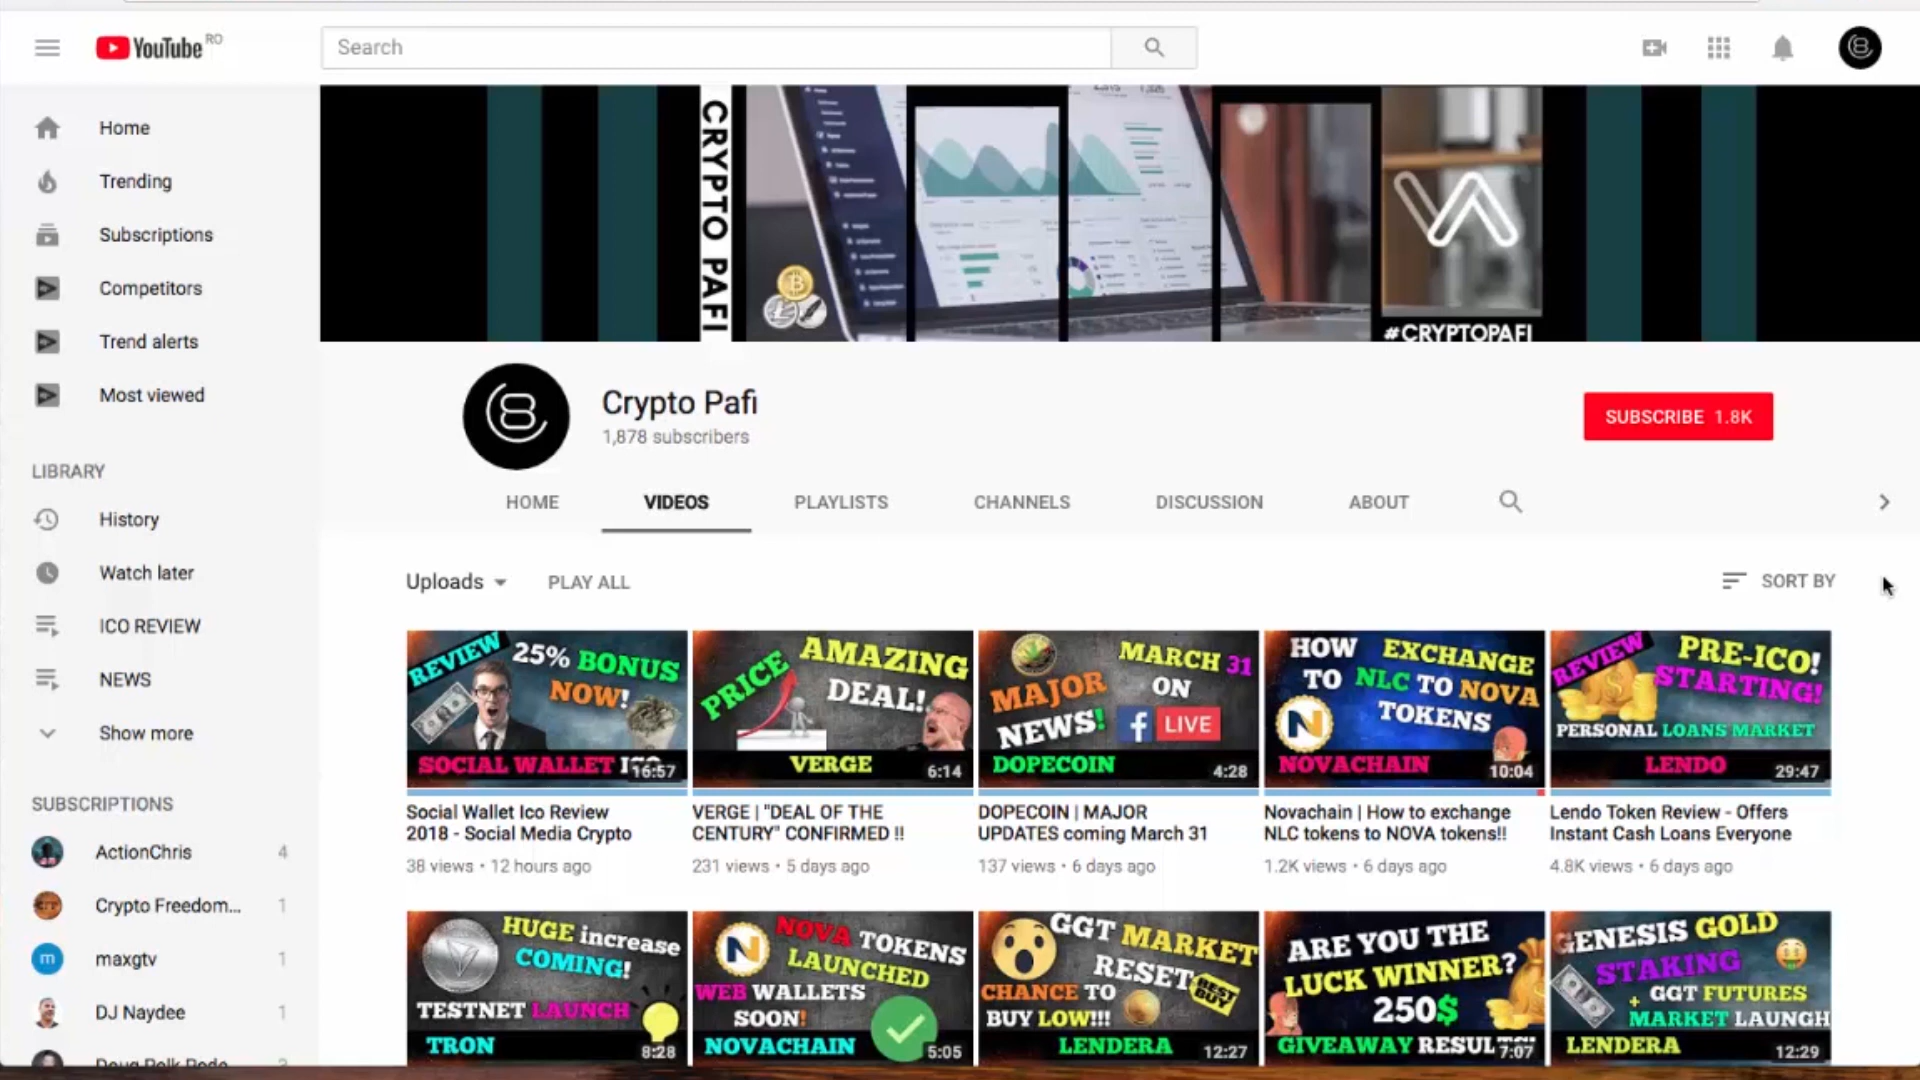 YouTube RO
Search
Home
Trending
Subscriptions
Competitors
Trend alerts
Most viewed
LIBRARY
History
Watch later
ICO REVIEW
NEWS
Show more
SUBSCRIPTIONS
ActionChris 4
Crypto Freedom... 1
maxgtv 1
DJ Naydee 1
CRYPTO PAFI
#CRYPTOPAFI
Crypto Pafi
1,878 subscribers
SUBSCRIBE 1.8K
HOME VIDEOS PLAYLISTS CHANNELS DISCUSSION ABOUT
Uploads PLAY ALL SORT BY
REVIEW
25% BONUS
NOW!
SOCIAL WALLET
16:57
Social Wallet Ico Review
2018 - Social Media Crypto
38 views • 12 hours ago
PRICE
AMAZING
DEAL!
VERGE
6:14
VERGE | "DEAL OF THE
CENTURY" CONFIRMED !!
231 views • 5 days ago
MAJOR
NEWS!
MARCH 31
ON
f LIVE
DOPECOIN
4:28
DOPECOIN | MAJOR
UPDATES coming March 31
137 views • 6 days ago
HOW EXCHANGE
TO NLC TO NOVA
TOKENS
N
NOVACHAIN
10:04
Novachain | How to exchange
NLC tokens to NOVA tokens!!
1.2K views • 6 days ago
REVIEW
PRE-ICO!
STARTING!
PERSONAL LOANS MARKET
LENDO
29:47
Lendo Token Review - Offers
Instant Cash Loans Everyone
4.8K views • 6 days ago
HUGE increase
COMING!
TESTNET LAUNCH
TRON
8:28
N
NOVA TOKENS
LAUNCHED
WEB WALLETS
SOON!
NOVACHAIN
5:05
GGT MARKET
RESET
BEST
BUY
CHANCE TO
BUY LOW!!!
LENDERA
12:27
ARE YOU THE
LUCK WINNER?
250$
GIVEAWAY
7:07
GENESIS GOLD
STAKING
+ GGT FUTURES
MARKET LAUNCH
LENDERA
12:29